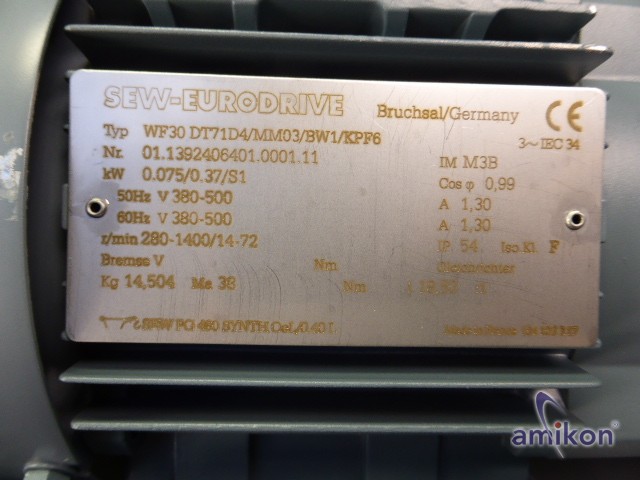 SEW-EURODRIVE Bruchsal/Germany CE
Typ WF30 DT71D4/MM03/BW1/KPF6 3~IEC 34
Nr. 01.1392406401.0001.11 IM M3B
kW 0.075/0.37/S1 Cos φ 0,99
50Hz V 380-500 A 1,30
60Hz V 380-500 A 1,30
r/min 280-1400/14-72 IP 54 Iso Kl. F
Bremse V Nm Gleichrichter
Kg 14,504 Ma 38 Nm i
SYNTH.Oel/0.40 L
amikon